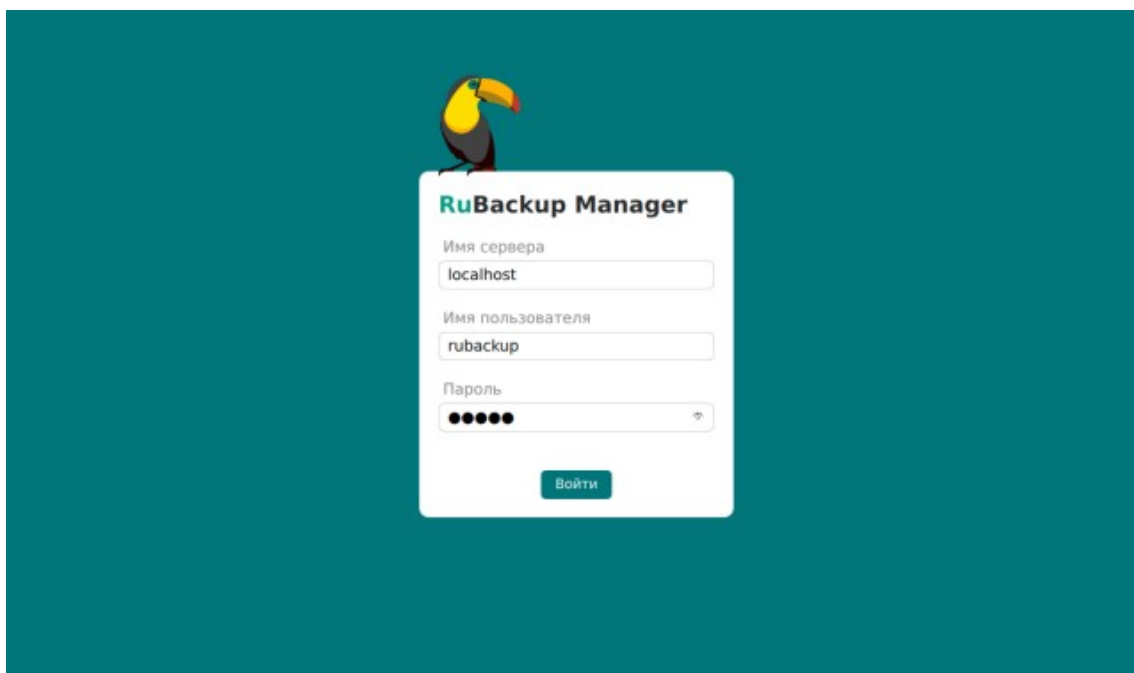 RuBackup Manager
Имя сервера
localhost
Имя пользователя
rubackup
Пароль
●●●●●
Войти